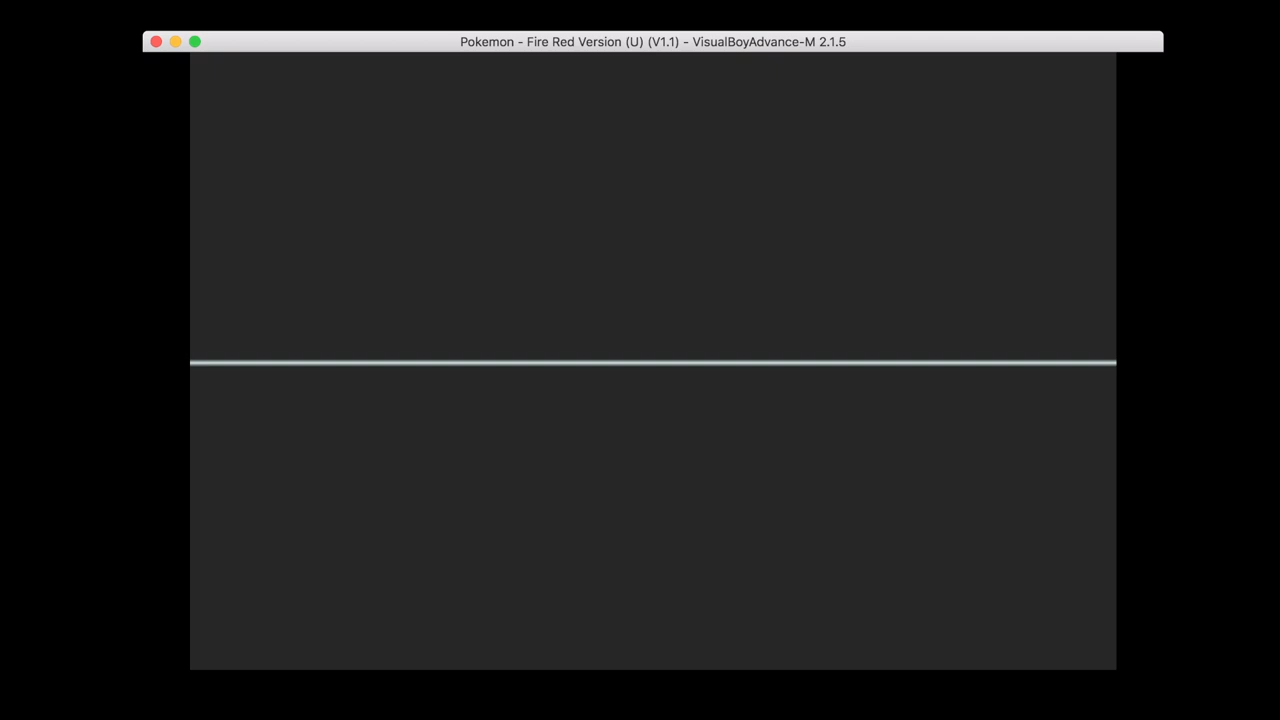 Pokemon - Fire Red Version (U) (V1.1) - VisualBoyAdvance-M 2.1.5